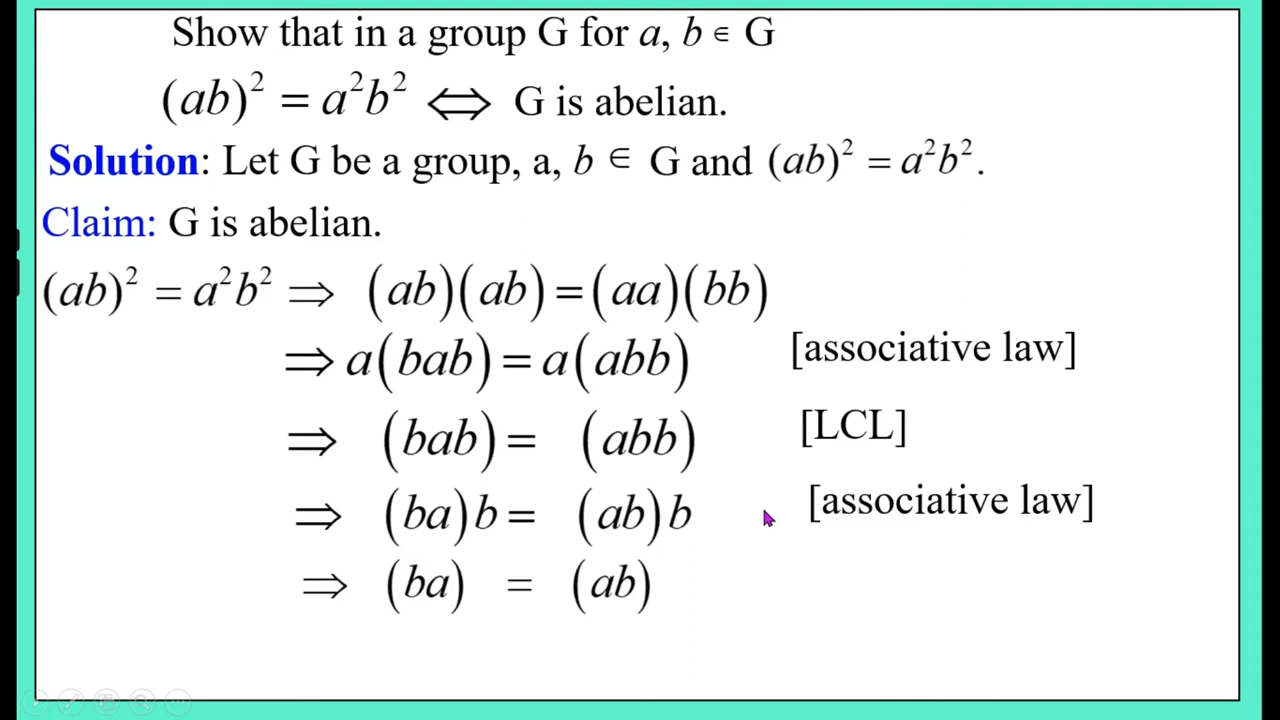 Show that in a group G for a, b ∈ G
(ab)² = a²b² ⟺ G is abelian.
Solution: Let G be a group, a, b ∈ G and (ab)² = a²b².
Claim: G is abelian.
(ab)² = a²b² ⇒ (ab)(ab) = (aa)(bb)
⇒ a(bab) = a(abb) [associative law]
⇒ (bab) = (abb) [LCL]
⇒ (ba)b = (ab)b [associative law]
⇒ (ba) = (ab)